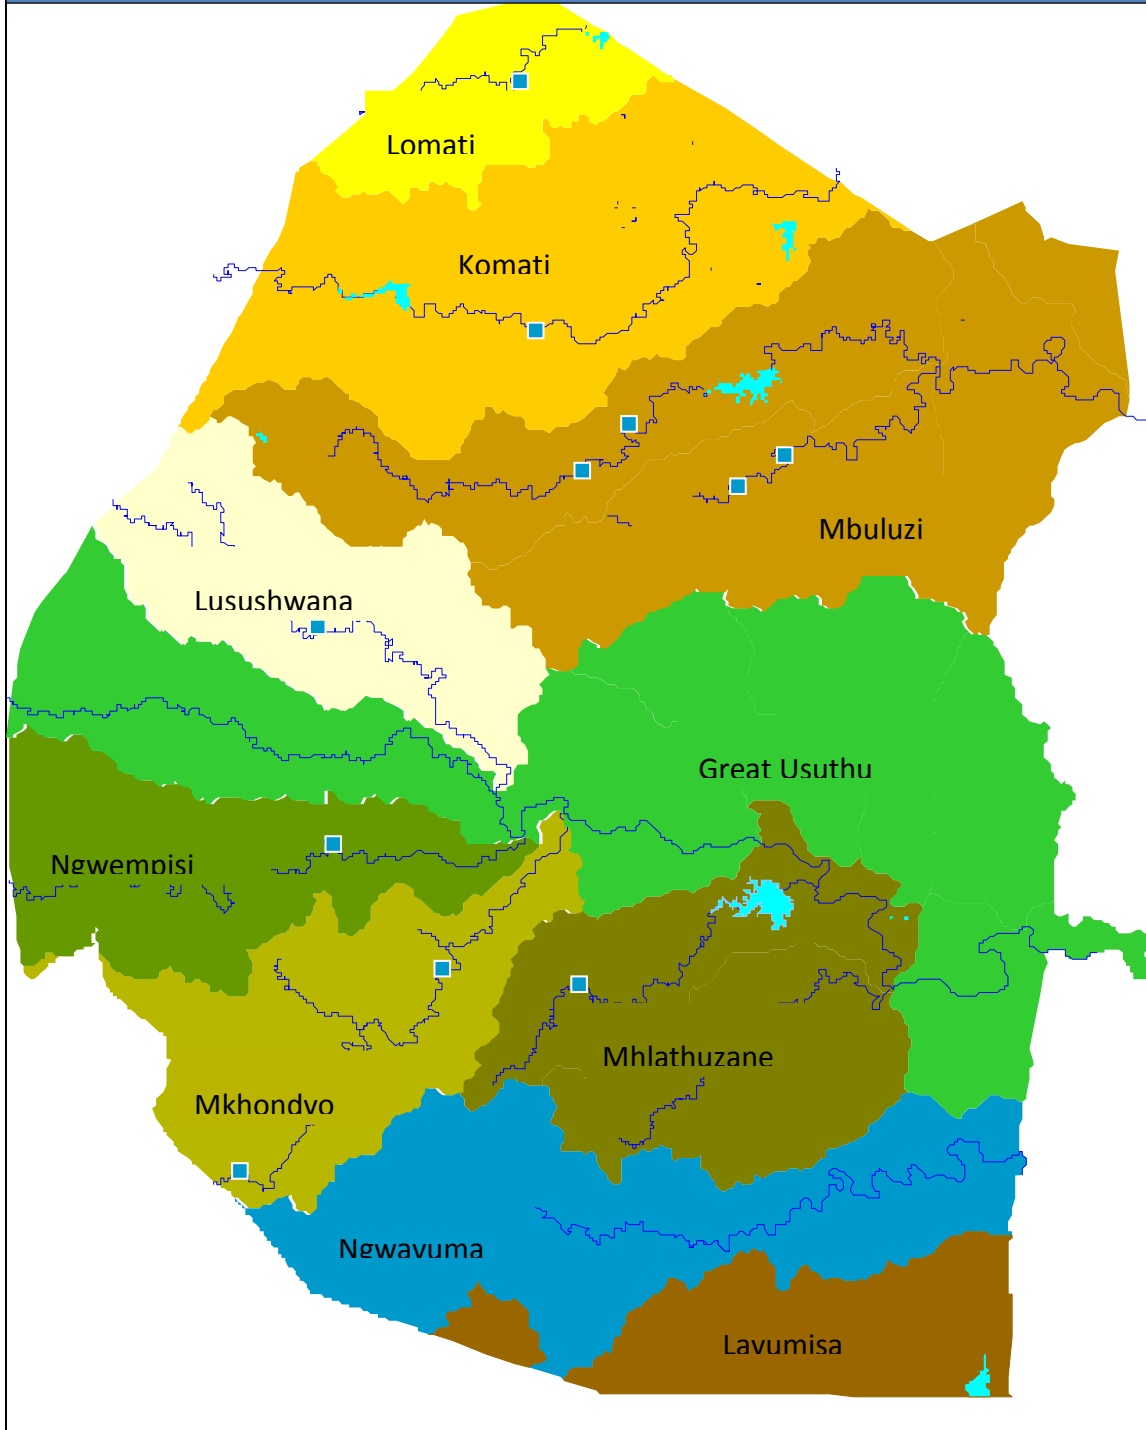 Lomati
Komati
Mbuluzi
Lusushwana
Great Usuthu
Ngwempisi
Mhlathuzane
Mkhondvo
Ngwavuma
Lavumisa